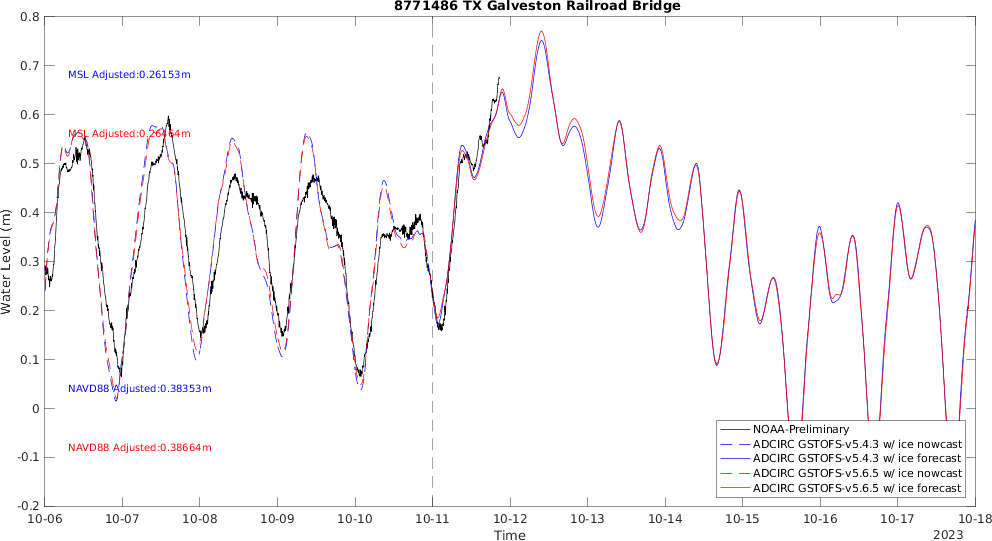 8771486 TX Galveston Railroad Bridge
0.8
0.7
0.6
0.5
0.4
0.3
0.2
0.1
0
-0.1
-0.2
Water Level (m)
MSL Adjusted:0.26153m
MSL Adjusted:0.26464m
NAVD88 Adjusted:0.38353m
NAVD88 Adjusted:0.38664m
NOAA-Preliminary
ADCIRC GSTOFS-v5.4.3 w/ ice nowcast
ADCIRC GSTOFS-v5.4.3 w/ ice forecast
ADCIRC GSTOFS-v5.6.5 w/ ice nowcast
ADCIRC GSTOFS-v5.6.5 w/ ice forecast
10-06 10-07 10-08 10-09 10-10 10-11 10-12 10-13 10-14 10-15 10-16 10-17 10-18
Time
2023